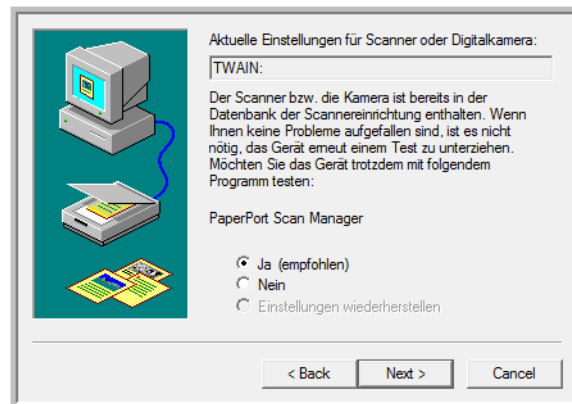 Aktuelle Einstellungen für Scanner oder Digitalkamera:
TWAIN:
Der Scanner bzw. die Kamera ist bereits in der
Datenbank der Scannereinrichtung enthalten. Wenn
Ihnen keine Probleme aufgefallen sind, ist es nicht
nötig, das Gerät erneut einem Test zu unterziehen.
Möchten Sie das Gerät trotzdem mit folgendem
Programm testen:
PaperPort Scan Manager
Ja (empfohlen)
Nein
Einstellungen wiederherstellen
< Back Next > Cancel